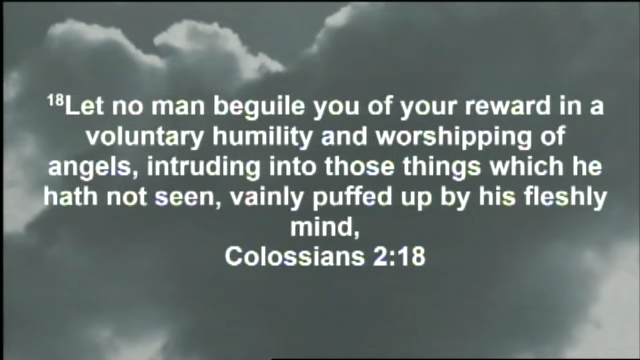 18Let no man beguile you of your reward in a
voluntary humility and worshipping of
angels, intruding into those things which he
hath not seen, vainly puffed up by his fleshly
mind,
Colossians 2:18